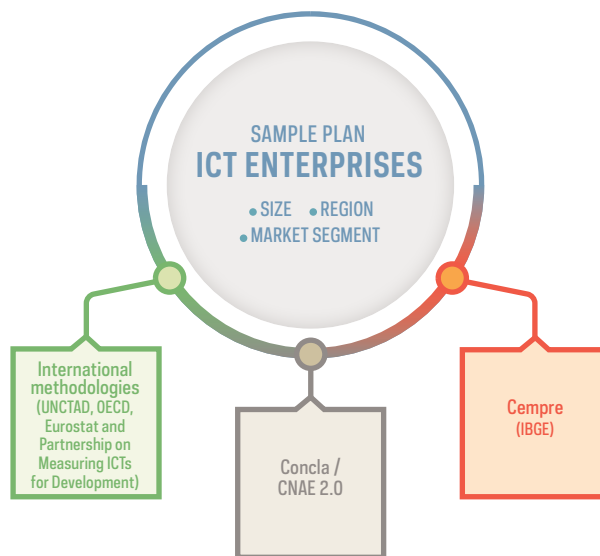 SAMPLE PLAN
ICT ENTERPRISES
• SIZE • REGION
• MARKET SEGMENT
International
methodologies
(UNCTAD, OECD,
Eurostat and
Partnership on
Measuring ICTs
for Development)
Concla /
CNAE 2.0
Cempre
(IBGE)